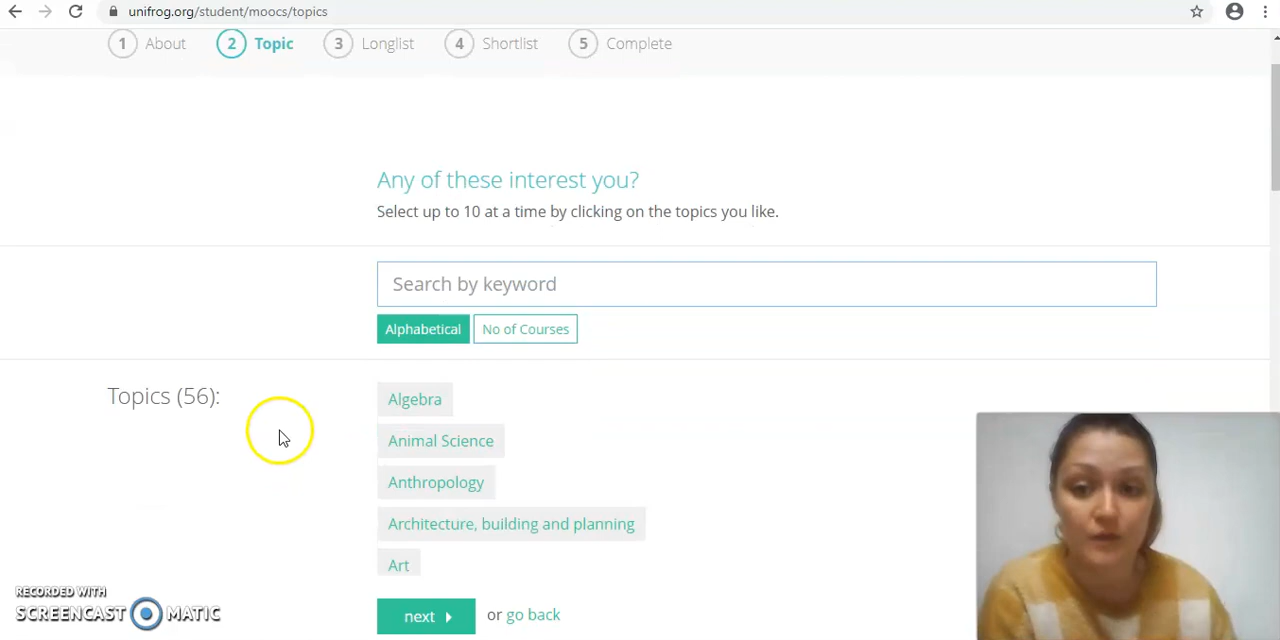 unifrog.org/student/moocs/topics
1 About 2 Topic 3 Longlist 4 Shortlist 5 Complete
Any of these interest you?
Select up to 10 at a time by clicking on the topics you like.
Search by keyword
Alphabetical No of Courses
Topics (56):
Algebra
Animal Science
Anthropology
Architecture, building and planning
Art
next or go back
RECORDED WITH
SCREENCAST MATIC